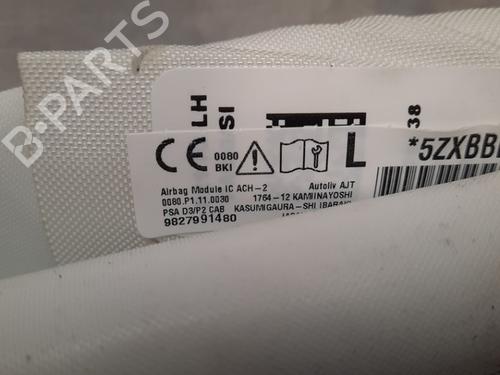 LH
SI
38
CE 0080
BKI
L
*5ZXBB
Airbag Module IC ACH-2 Autoliv AJT
0080.P1.11.0030 1764-12 KAMIINAYOSHI
PSA D3/P2 CAB KASUMIGAURA-SHI IBARAKI
9827991480
B-PARTS